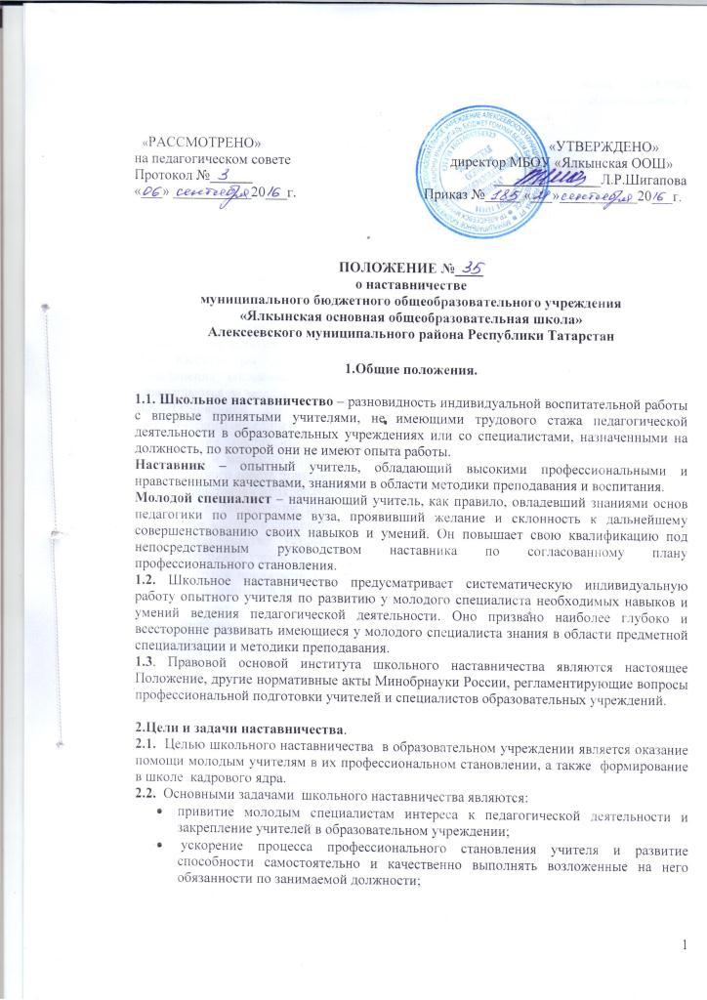 «РАССМОТРЕНО»
на педагогическом совете
Протокол № 3
«06» сентября 2016 г.
«УТВЕРЖДЕНО»
директор МБОУ «Ялкынская ООШ»
Л.Р.Шигапова
Приказ № 185 « » сентября 2016 г.
ПОЛОЖЕНИЕ № 35
о наставничестве
муниципального бюджетного общеобразовательного учреждения
«Ялкынская основная общеобразовательная школа»
Алексеевского муниципального района Республики Татарстан
1.Общие положения.
1.1. Школьное наставничество – разновидность индивидуальной воспитательной работы
с впервые принятыми учителями, не имеющими трудового стажа педагогической
деятельности в образовательных учреждениях или со специалистами, назначенными на
должность, по которой они не имеют опыта работы.
Наставник – опытный учитель, обладающий высокими профессиональными и
нравственными качествами, знаниями в области методики преподавания и воспитания.
Молодой специалист – начинающий учитель, как правило, овладевший знаниями основ
педагогики по программе вуза, проявивший желание и склонность к дальнейшему
совершенствованию своих навыков и умений. Он повышает свою квалификацию под
непосредственным руководством наставника по согласованному плану
профессионального становления.
1.2. Школьное наставничество предусматривает систематическую индивидуальную
работу опытного учителя по развитию у молодого специалиста необходимых навыков и
умений ведения педагогической деятельности. Оно призвано наиболее глубоко и
всесторонне развивать имеющиеся у молодого специалиста знания в области предметной
специализации и методики преподавания.
1.3. Правовой основой института школьного наставничества являются настоящее
Положение, другие нормативные акты Минобрнауки России, регламентирующие вопросы
профессиональной подготовки учителей и специалистов образовательных учреждений.
2.Цели и задачи наставничества.
2.1. Целью школьного наставничества в образовательном учреждении является оказание
помощи молодым учителям в их профессиональном становлении, а также формирование
в школе кадрового ядра.
2.2. Основными задачами школьного наставничества являются:
• привитие молодым специалистам интереса к педагогической деятельности и
закрепление учителей в образовательном учреждении;
• ускорение процесса профессионального становления учителя и развитие
способности самостоятельно и качественно выполнять возложенные на него
обязанности по занимаемой должности;
1